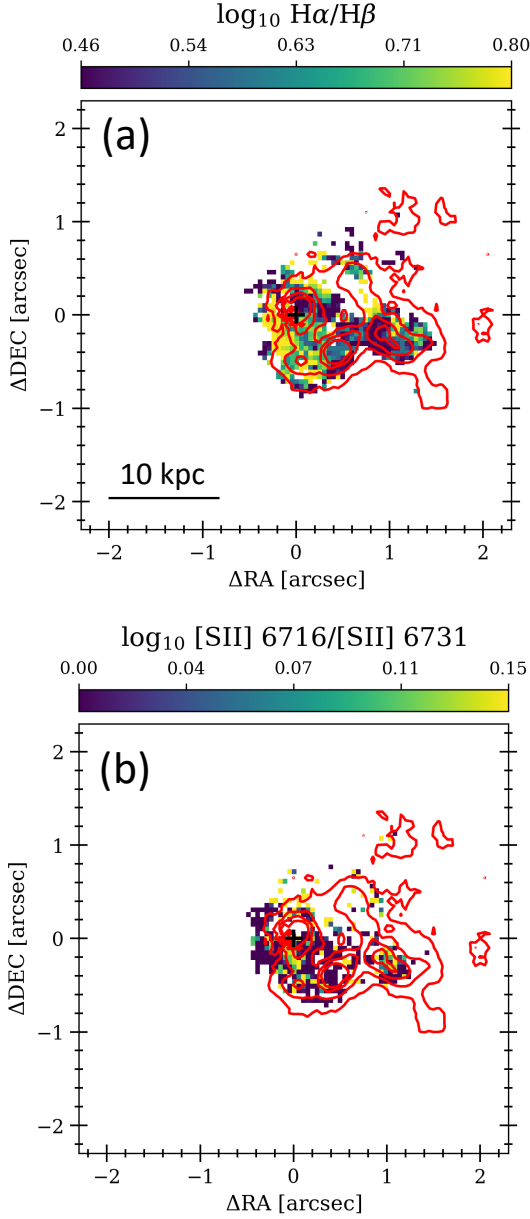 log₁₀ Hα/Hβ
0.46 0.54 0.63 0.71 0.80
(a)
2
1
0
−1
−2
ΔDEC [arcsec]
10 kpc
−2 −1 0 1 2
ΔRA [arcsec]
log₁₀ [SII] 6716/[SII] 6731
0.00 0.04 0.07 0.11 0.15
(b)
2
1
0
−1
−2
ΔDEC [arcsec]
−2 −1 0 1 2
ΔRA [arcsec]